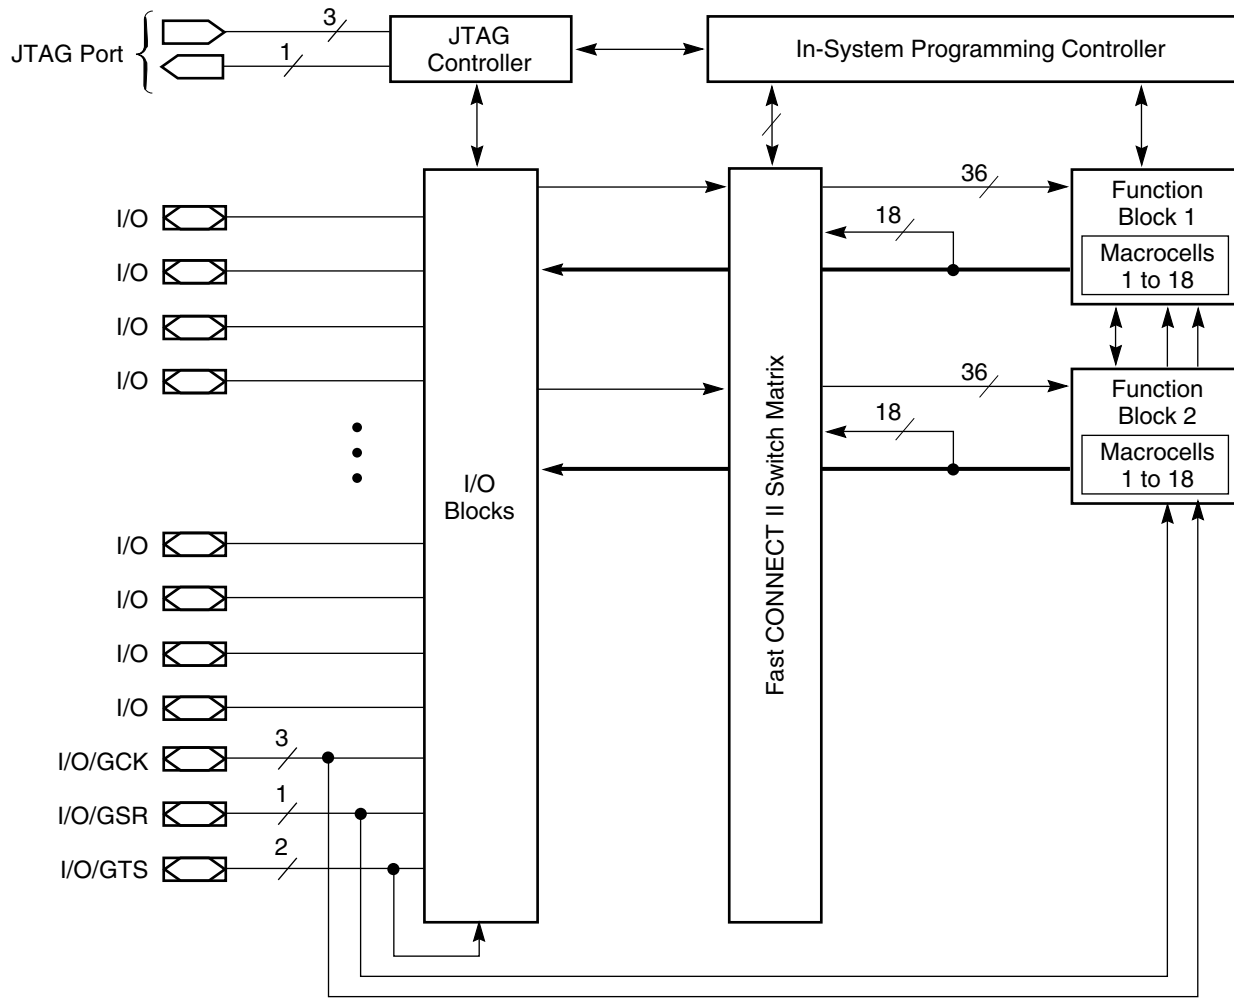 JTAG Port
3
1
JTAG
Controller
In-System Programming Controller
I/O
I/O
I/O
I/O
I/O
I/O
I/O
I/O
I/O/GCK
3
I/O/GSR
1
I/O/GTS
2
I/O
Blocks
Fast CONNECT II Switch Matrix
36
18
Function
Block 1
Macrocells
1 to 18
36
18
Function
Block 2
Macrocells
1 to 18